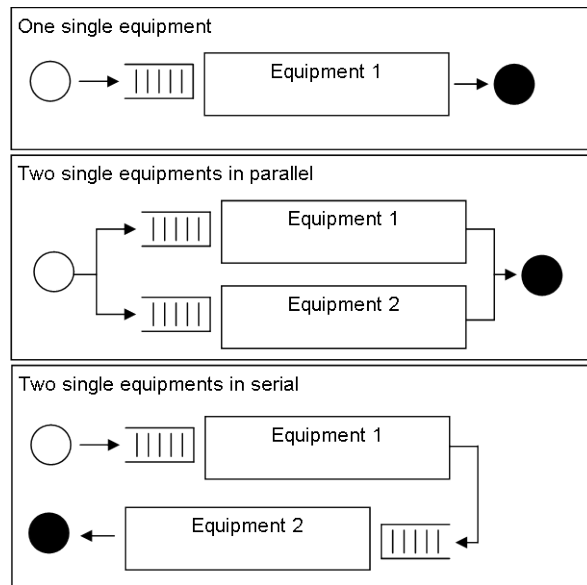 One single equipment
Equipment 1
Two single equipments in parallel
Equipment 1
Equipment 2
Two single equipments in serial
Equipment 1
Equipment 2